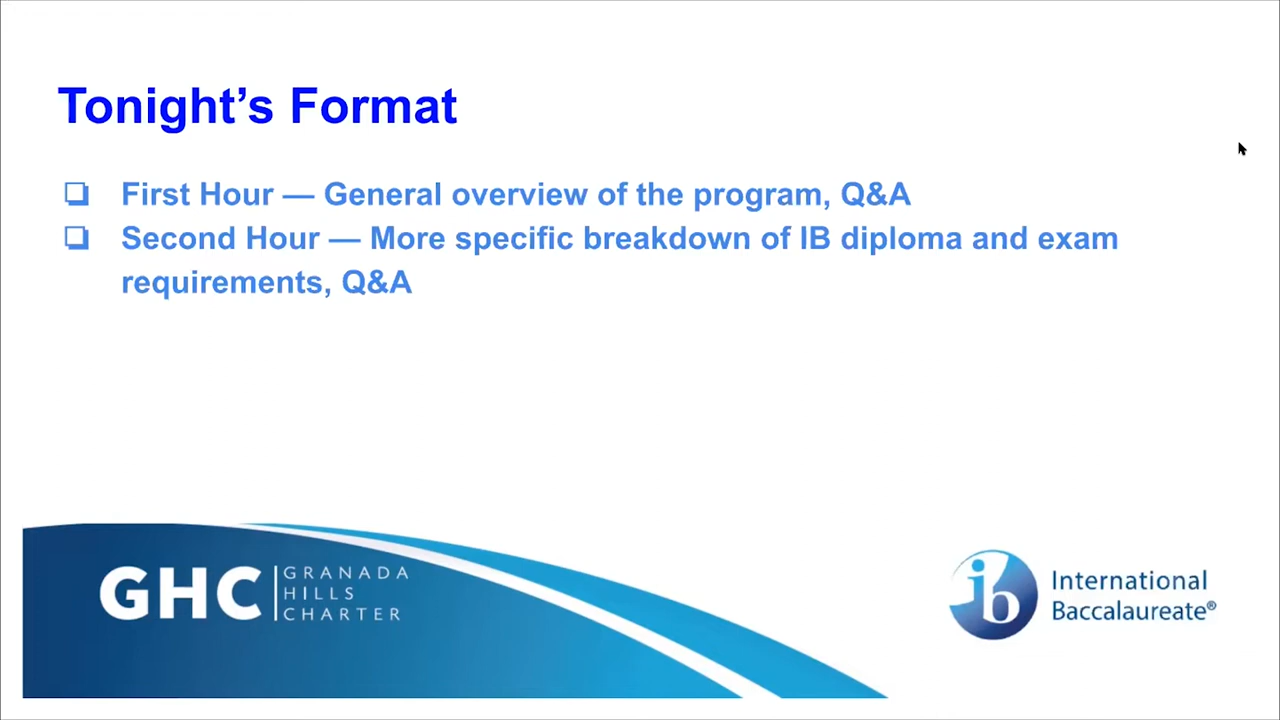 Tonight’s Format
❏ First Hour — General overview of the program, Q&A
❏ Second Hour — More specific breakdown of IB diploma and exam
requirements, Q&A
GHC
GRANADA
HILLS
CHARTER
ib
International
Baccalaureate®